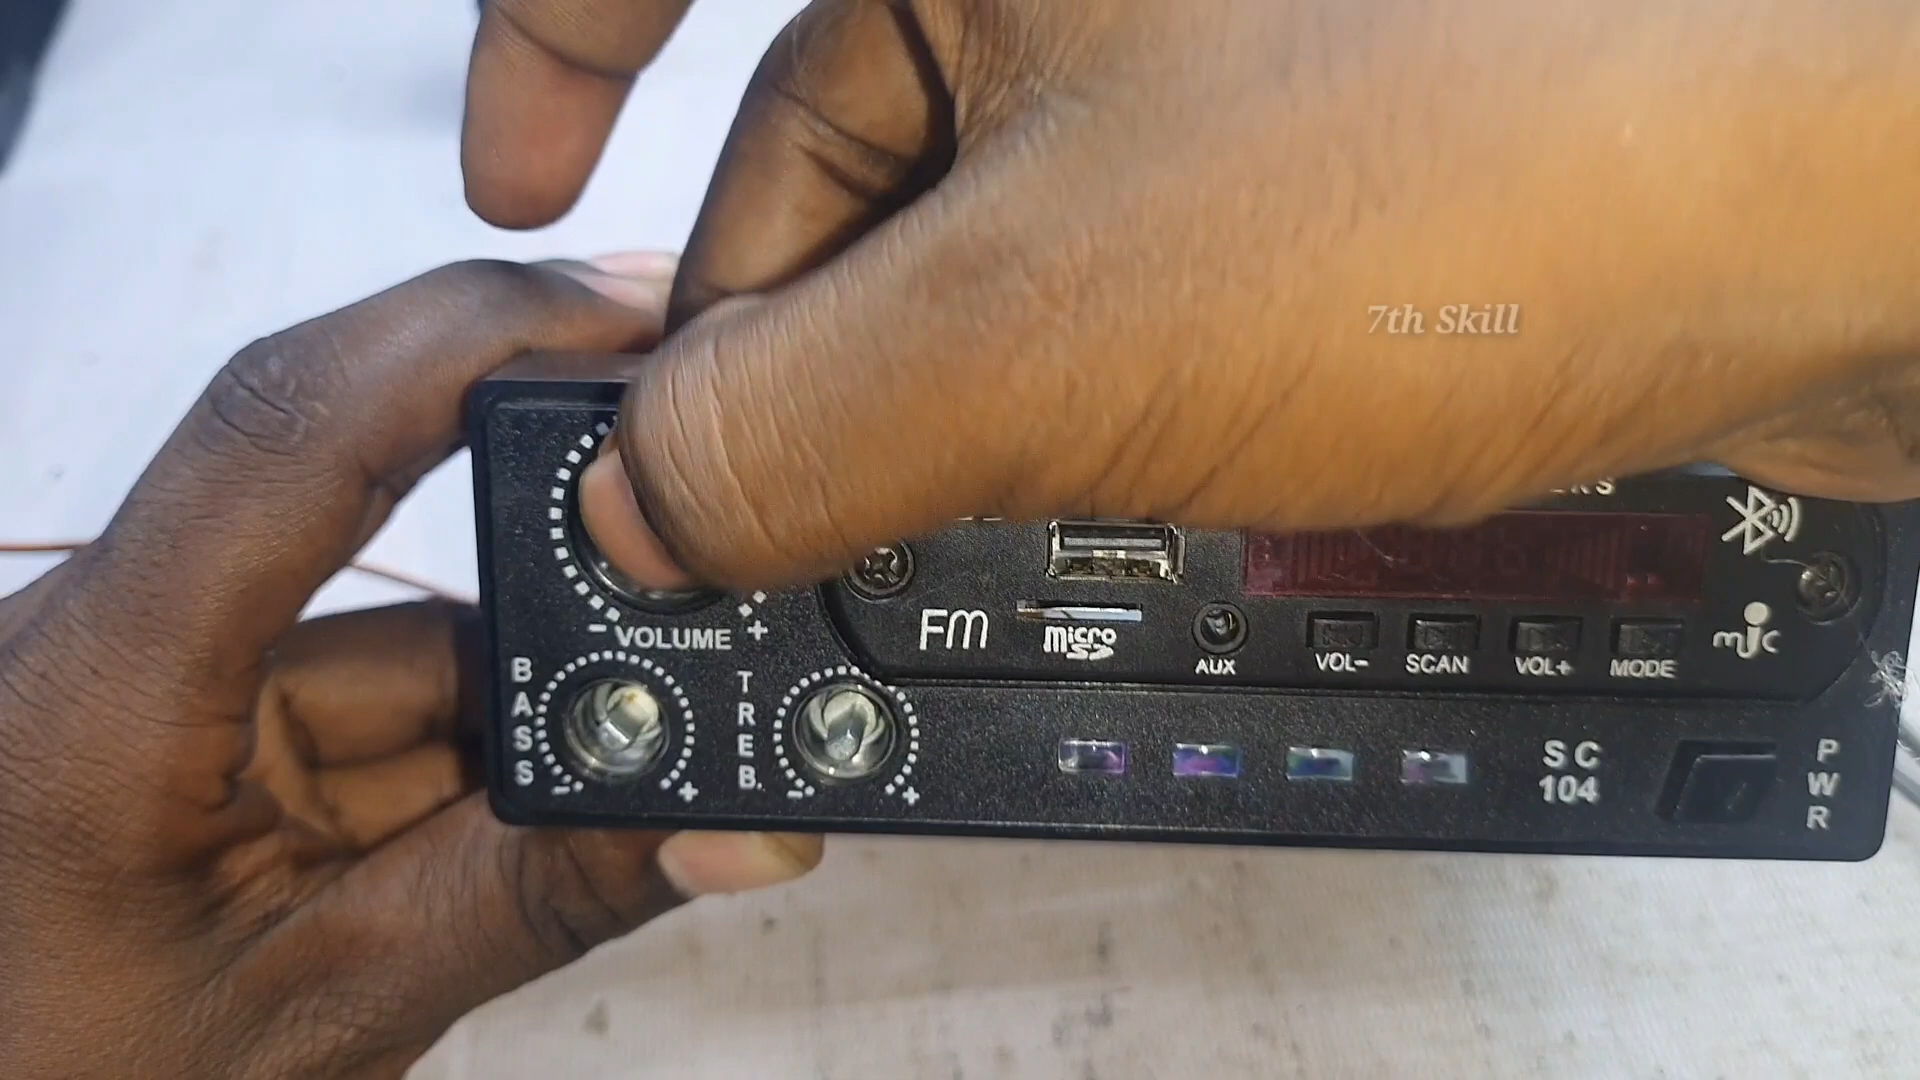 7th Skill
FM
micro
SD
AUX
VOL-
SCAN
VOL+
MODE
mic
- VOLUME +
BASS
- +
TREB.
- +
SC
104
PWR